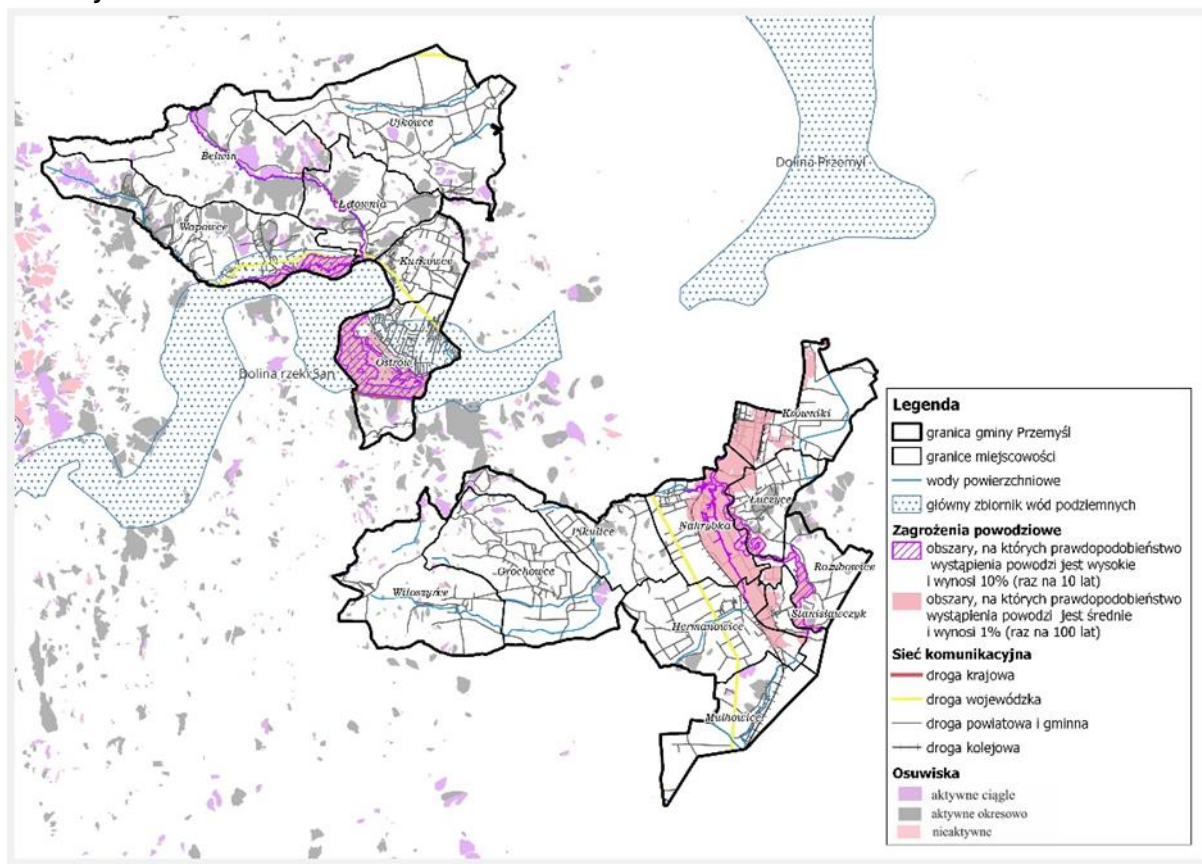 Ujkowce
Bełwin
Dolina Przemyśl
Łętownia
Wapowce
Kuńkowce
Ostrów
Dolina rzeki San
Krówniki
Łuczyce
Pikulice
Nehrybka
Grochowce
Rożubowice
Witoszyńce
Stanisławczyk
Hermanowice
Malhowice
Legenda
granica gminy Przemyśl
granice miejscowości
wody powierzchniowe
główny zbiornik wód podziemnych
Zagrożenia powodziowe
obszary, na których prawdopodobieństwo
wystąpienia powodzi jest wysokie
i wynosi 10% (raz na 10 lat)
obszary, na których prawdopodobieństwo
wystąpienia powodzi jest średnie
i wynosi 1% (raz na 100 lat)
Sieć komunikacyjna
droga krajowa
droga wojewódzka
droga powiatowa i gminna
droga kolejowa
Osuwiska
aktywne ciągle
aktywne okresowo
nieaktywne